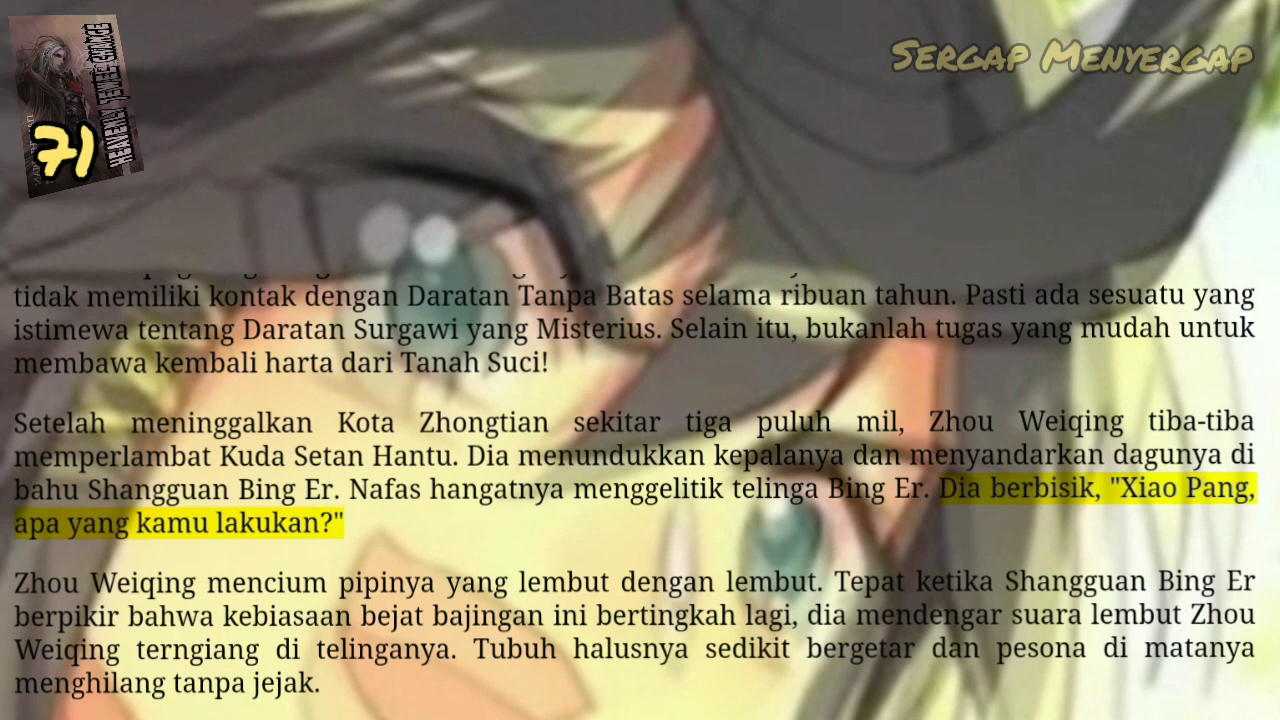 HEAVENLY JEWEL CHANGE
71
Sergap Menyergap
tidak memiliki kontak dengan Daratan Tanpa Batas selama ribuan tahun. Pasti ada sesuatu yang
istimewa tentang Daratan Surgawi yang Misterius. Selain itu, bukanlah tugas yang mudah untuk
membawa kembali harta dari Tanah Suci!
Setelah meninggalkan Kota Zhongtian sekitar tiga puluh mil, Zhou Weiqing tiba-tiba
memperlambat Kuda Setan Hantu. Dia menundukkan kepalanya dan menyandarkan dagunya di
bahu Shangguan Bing Er. Nafas hangatnya menggelitik telinga Bing Er. Dia berbisik, "Xiao Pang,
apa yang kamu lakukan?"
Zhou Weiqing mencium pipinya yang lembut dengan lembut. Tepat ketika Shangguan Bing Er
berpikir bahwa kebiasaan bejat bajingan ini bertingkah lagi, dia mendengar suara lembut Zhou
Weiqing terngiang di telinganya. Tubuh halusnya sedikit bergetar dan pesona di matanya
menghilang tanpa jejak.